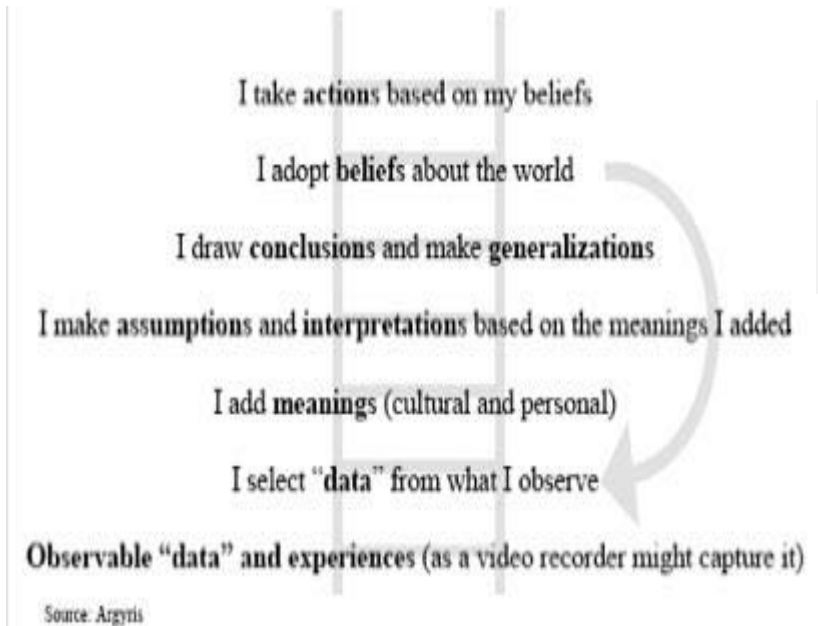 I take actions based on my beliefs
I adopt beliefs about the world
I draw conclusions and make generalizations
I make assumptions and interpretations based on the meanings I added
I add meanings (cultural and personal)
I select “data” from what I observe
Observable “data” and experiences (as a video recorder might capture it)
Source: Argyris